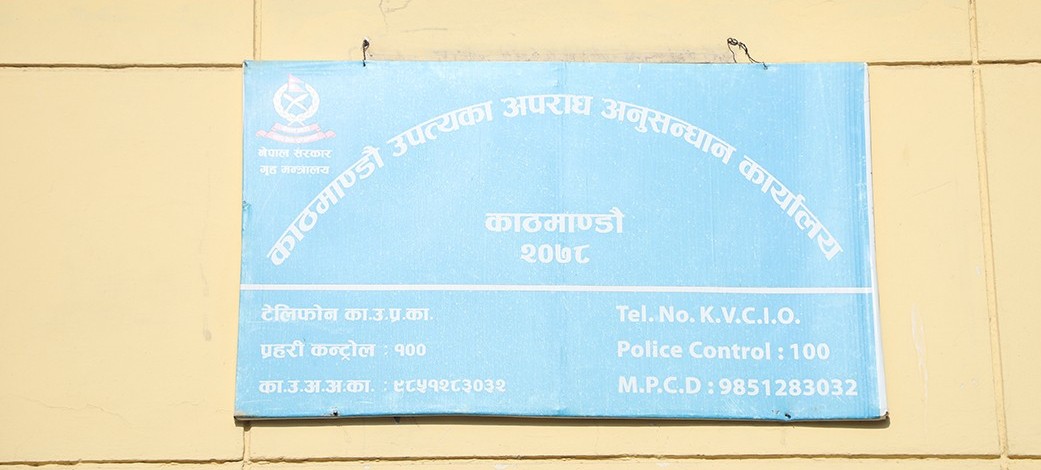 नेपाल सरकार
गृह मन्त्रालय
काठमाण्डौ उपत्यका अपराध अनुसन्धान कार्यालय
काठमाण्डौ
२०७८
टेलिफोन का.उ.प्र.का.
प्रहरी कन्ट्रोल : १००
का.उ.अ.अ.का. : ९८५१२८३०३२
Tel. No. K.V.C.I.O.
Police Control : 100
M.P.C.D : 9851283032